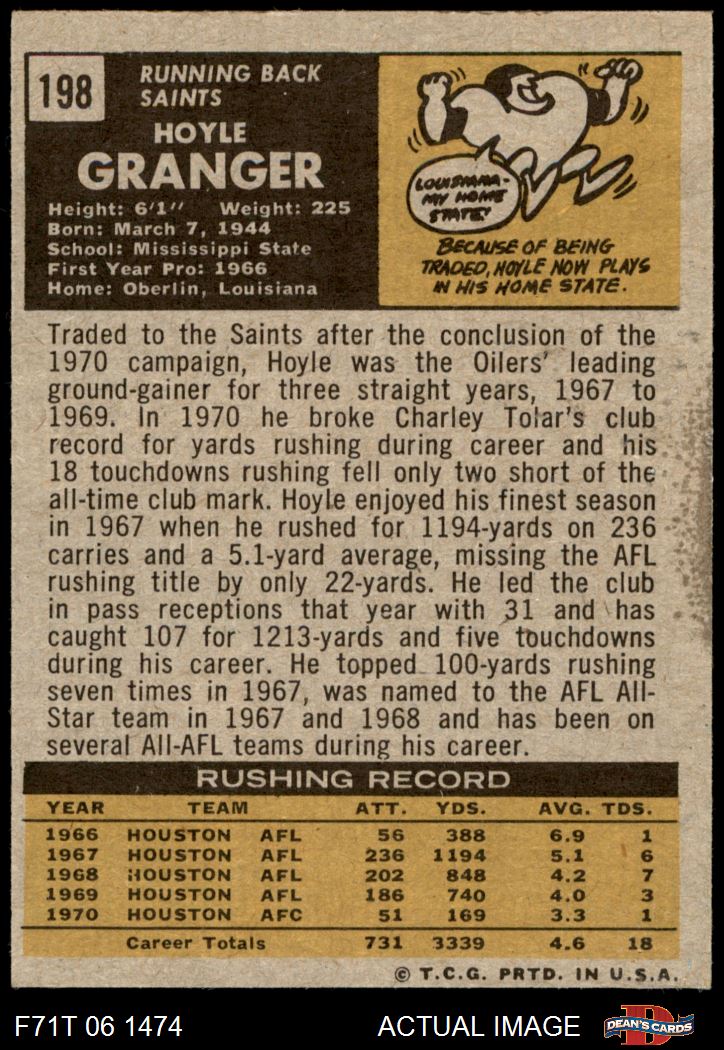 198
RUNNING BACK
SAINTS
HOYLE
GRANGER
Height: 6'1" Weight: 225
Born: March 7, 1944
School: Mississippi State
First Year Pro: 1966
Home: Oberlin, Louisiana
LOUISIANA-
MY HOME
STATE!
BECAUSE OF BEING
TRADED, HOYLE NOW PLAYS
IN HIS HOME STATE.
Traded to the Saints after the conclusion of the
1970 campaign, Hoyle was the Oilers' leading
ground-gainer for three straight years, 1967 to
1969. In 1970 he broke Charley Tolar's club
record for yards rushing during career and his
18 touchdowns rushing fell only two short of the
all-time club mark. Hoyle enjoyed his finest season
in 1967 when he rushed for 1194-yards on 236
carries and a 5.1-yard average, missing the AFL
rushing title by only 22-yards. He led the club
in pass receptions that year with 31 and has
caught 107 for 1213-yards and five touchdowns
during his career. He topped 100-yards rushing
seven times in 1967, was named to the AFL All-
Star team in 1967 and 1968 and has been on
several All-AFL teams during his career.
RUSHING RECORD
YEAR TEAM ATT. YDS. AVG. TDS.
1966 HOUSTON AFL 56 388 6.9 1
1967 HOUSTON AFL 236 1194 5.1 6
1968 HOUSTON AFL 202 848 4.2 7
1969 HOUSTON AFL 186 740 4.0 3
1970 HOUSTON AFC 51 169 3.3 1
Career Totals 731 3339 4.6 18
© T.C.G. PRTD. IN U.S.A.
F71T 06 1474 ACTUAL IMAGE
D
DEAN'S CARDS